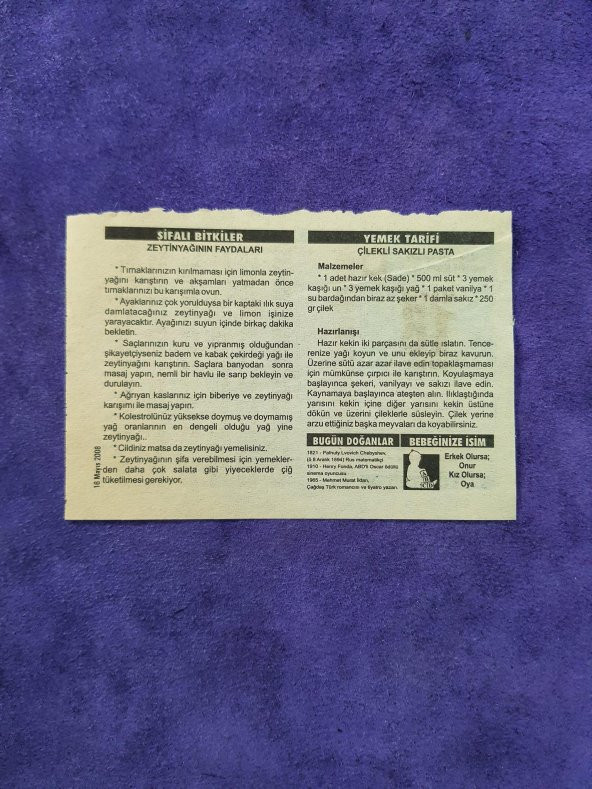 ŞİFALI BİTKİLER
ZEYTİNYAĞININ FAYDALARI
* Tırnaklarınızın kırılmaması için limonla zeytin-
yağını karıştırın ve akşamları yatmadan önce
tırnaklarınızı bu karışımla ovun.
* Ayaklarınız çok yorulduysa bir kaptaki ılık suya
damlatacağınız zeytinyağı ve limon işinize
yarayacaktır. Ayağınızı suyun içinde birkaç dakika
bekletin.
* Saçlarınızın kuru ve yıpranmış olduğundan
şikayetçiyseniz badem ve kabak çekirdeği yağı ile
zeytinyağını karıştırın. Saçlara banyodan sonra
masaj yapın, nemli bir havlu ile sarıp bekleyin ve
durulayın.
* Ağrıyan kaslarınız için biberiye ve zeytinyağı
karışımı ile masaj yapın.
* Kolestrolünüz yüksekse doymuş ve doymamış
yağ oranlarının en dengeli olduğu yağ yine
zeytinyağı..
* Cildiniz matsa da zeytinyağı yemelisiniz.
* Zeytinyağının şifa verebilmesi için yemekler-
den daha çok salata gibi yiyeceklerde çiğ
tüketilmesi gerekiyor.
18 Mayıs 2008
YEMEK TARİFİ
ÇİLEKLİ SAKIZLI PASTA
Malzemeler
* 1 adet hazır kek (Sade) * 500 ml süt * 3 yemek
kaşığı un * 3 yemek kaşığı yağ * 1 paket vanilya * 1
su bardağından biraz az şeker * 1 damla sakız * 250
gr çilek
Hazırlanışı
Hazır kekin iki parçasını da sütle ıslatın. Tence-
renize yağı koyun ve unu ekleyip biraz kavurun.
Üzerine sütü azar azar ilave edin topaklaşmaması
için mümkünse çırpıcı ile karıştırın. Koyulaşmaya
başlayınca şekeri, vanilyayı ve sakızı ilave edin.
Kaynamaya başlayınca ateşten alın. Ilıklaştığında
yarısını kekin içine diğer yarısını kekin üstüne
dökün ve üzerini çileklerle süsleyin. Çilek yerine
arzu ettiğiniz başka meyvaları da koyabilirsiniz.
BUGÜN DOĞANLAR
1821 - Pafnuty Lvovich Chebyshev,
(ö 8 Aralık 1894) Rus matematikçi
1910 - Henry Fonda, ABD'li Oscar ödüllü
sinema oyuncusu
1965 - Mehmet Murat İldan,
Çağdaş Türk romancısı ve tiyatro yazarı.
BEBEĞİNİZE İSİM
Erkek Olursa;
Onur
Kız Olursa;
Oya